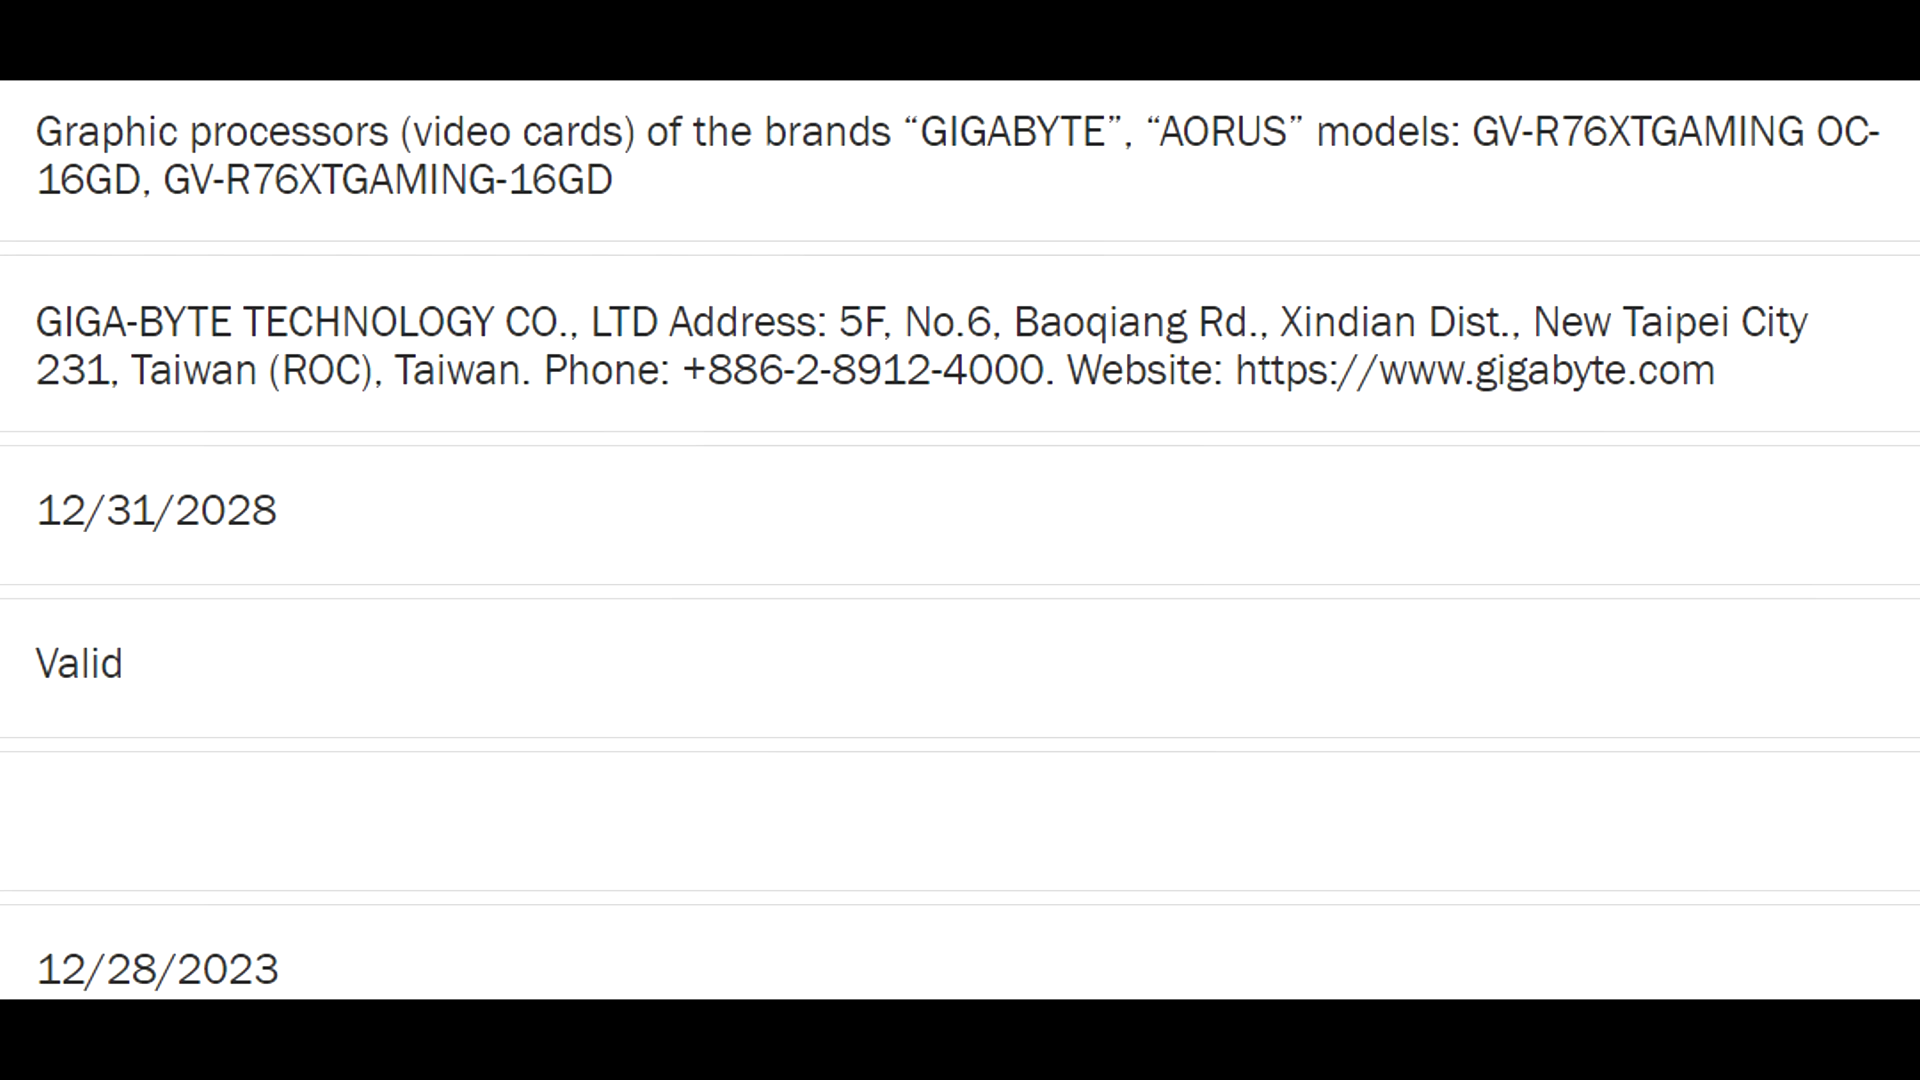 Graphic processors (video cards) of the brands “GIGABYTE”, “AORUS” models: GV-R76XTGAMING OC-
16GD, GV-R76XTGAMING-16GD
GIGA-BYTE TECHNOLOGY CO., LTD Address: 5F, No.6, Baoqiang Rd., Xindian Dist., New Taipei City
231, Taiwan (ROC), Taiwan. Phone: +886-2-8912-4000. Website: https://www.gigabyte.com
12/31/2028
Valid
12/28/2023